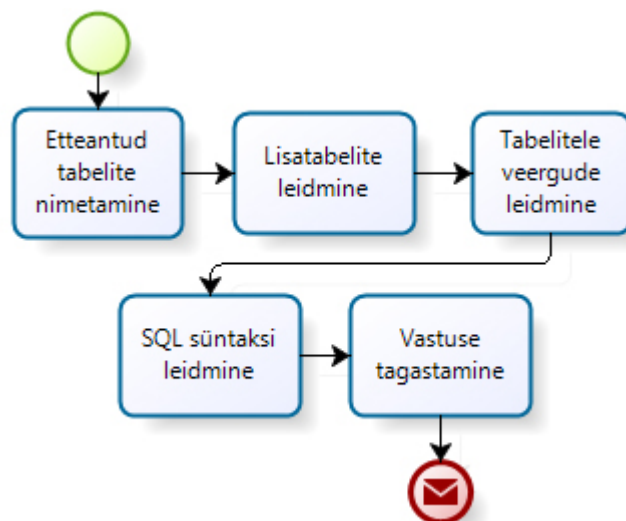 Etteantud
tabelite
nimetamine
Lisatabelite
leidmine
Tabelitele
veergude
leidmine
SQL süntaksi
leidmine
Vastuse
tagastamine